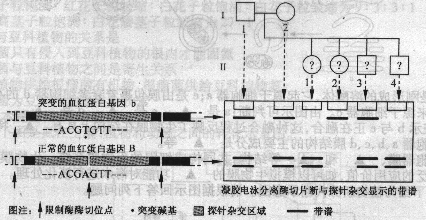 I
1
2
II
?
?
?
?
1
2
3
4
突变的血红蛋白基因 b
---ACGTGTT---
正常的血红蛋白基因 B
---ACGAGTT---
凝胶电泳分离酶切片断与探针杂交显示的带谱
图注: 限制酶酶切位点 突变碱基 探针杂交区域 带谱